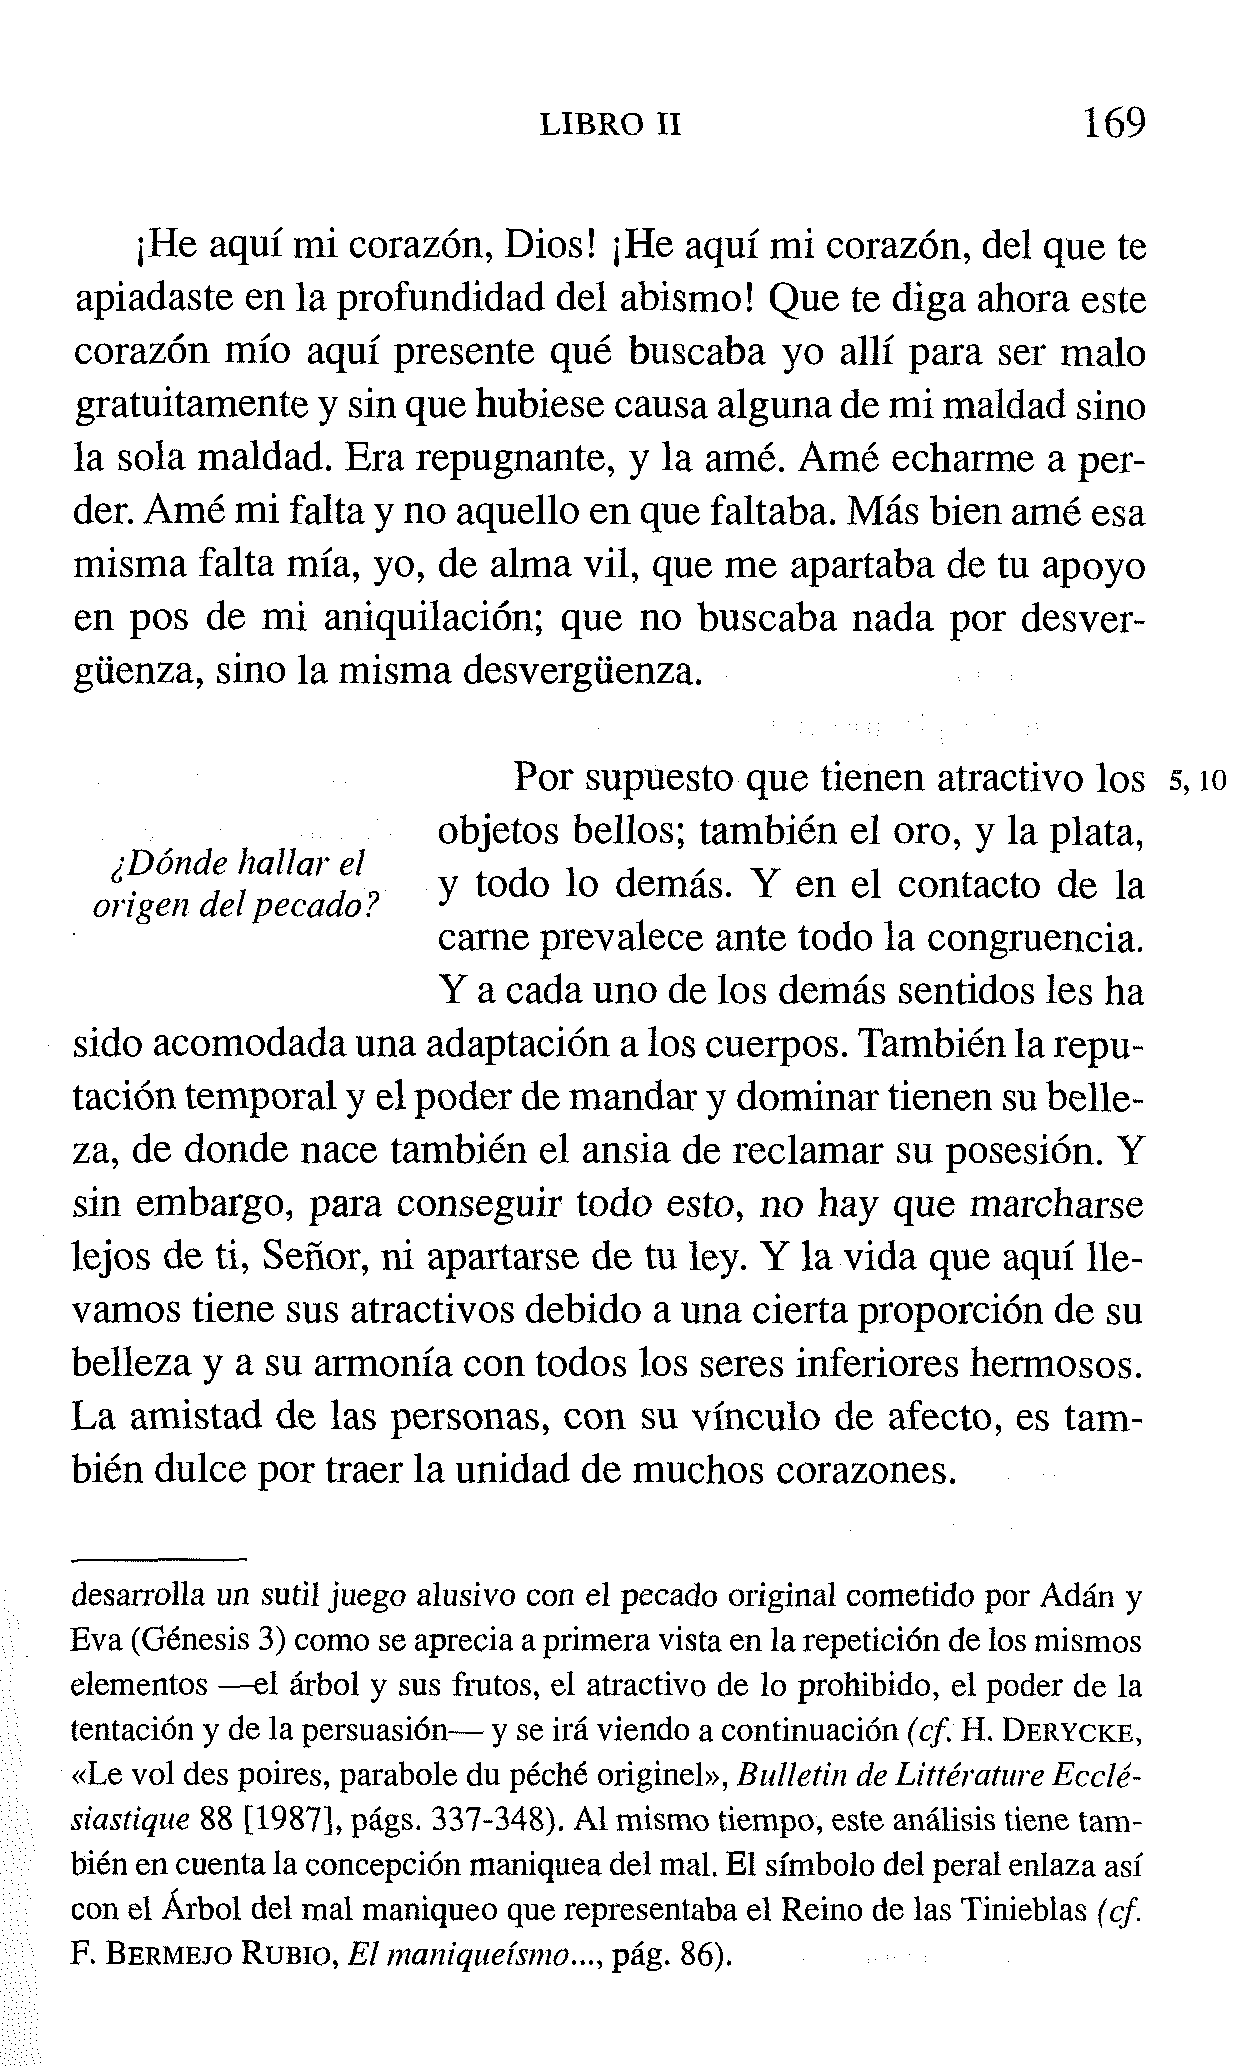 LIBRO II 169
¡He aquí mi corazón, Dios! ¡He aquí mi corazón, del que te
apiadaste en la profundidad del abismo! Que te diga ahora este
corazón mío aquí presente qué buscaba yo allí para ser malo
gratuitamente y sin que hubiese causa alguna de mi maldad sino
la sola maldad. Era repugnante, y la amé. Amé echarme a per-
der. Amé mi falta y no aquello en que faltaba. Más bien amé esa
misma falta mía, yo, de alma vil, que me apartaba de tu apoyo
en pos de mi aniquilación; que no buscaba nada por desver-
güenza, sino la misma desvergüenza.
¿Dónde hallar el
origen del pecado?
Por supuesto que tienen atractivo los 5, 10
objetos bellos; también el oro, y la plata,
y todo lo demás. Y en el contacto de la
carne prevalece ante todo la congruencia.
Y a cada uno de los demás sentidos les ha
sido acomodada una adaptación a los cuerpos. También la repu-
tación temporal y el poder de mandar y dominar tienen su belle-
za, de donde nace también el ansia de reclamar su posesión. Y
sin embargo, para conseguir todo esto, no hay que marcharse
lejos de ti, Señor, ni apartarse de tu ley. Y la vida que aquí lle-
vamos tiene sus atractivos debido a una cierta proporción de su
belleza y a su armonía con todos los seres inferiores hermosos.
La amistad de las personas, con su vínculo de afecto, es tam-
bién dulce por traer la unidad de muchos corazones.
desarrolla un sutil juego alusivo con el pecado original cometido por Adán y
Eva (Génesis 3) como se aprecia a primera vista en la repetición de los mismos
elementos —el árbol y sus frutos, el atractivo de lo prohibido, el poder de la
tentación y de la persuasión— y se irá viendo a continuación (cf. H. DERYCKE,
«Le vol des poires, parabole du péché originel», Bulletin de Littérature Ecclé-
siastique 88 [1987], págs. 337-348). Al mismo tiempo, este análisis tiene tam-
bién en cuenta la concepción maniquea del mal. El símbolo del peral enlaza así
con el Árbol del mal maniqueo que representaba el Reino de las Tinieblas (cf.
F. BERMEJO RUBIO, El maniqueísmo..., pág. 86).